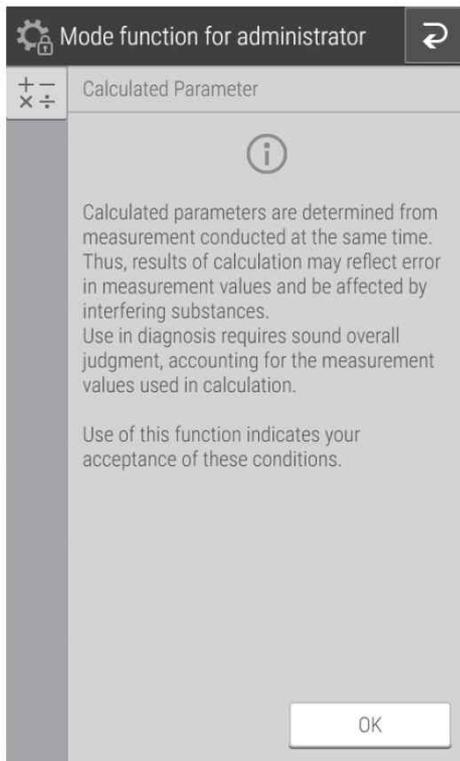 Mode function for administrator
Calculated Parameter
Calculated parameters are determined from
measurement conducted at the same time.
Thus, results of calculation may reflect error
in measurement values and be affected by
interfering substances.
Use in diagnosis requires sound overall
judgment, accounting for the measurement
values used in calculation.
Use of this function indicates your
acceptance of these conditions.
OK